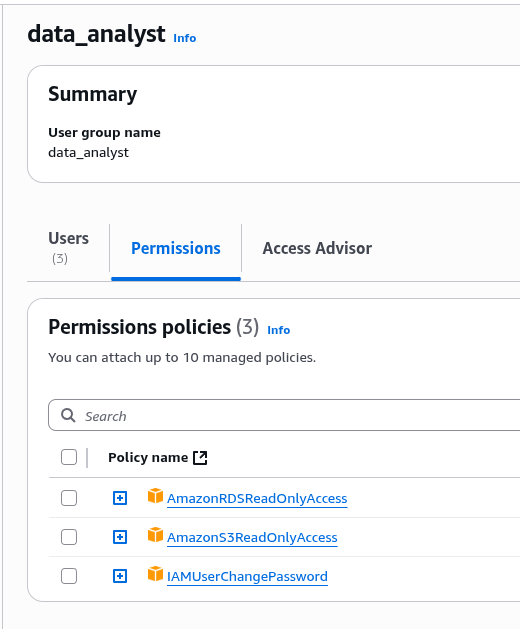 data_analyst Info
Summary
User group name
data_analyst
Users
(3)
Permissions
Access Advisor
Permissions policies (3) Info
You can attach up to 10 managed policies.
Search
Policy name
AmazonRDSReadOnlyAccess
AmazonS3ReadOnlyAccess
IAMUserChangePassword